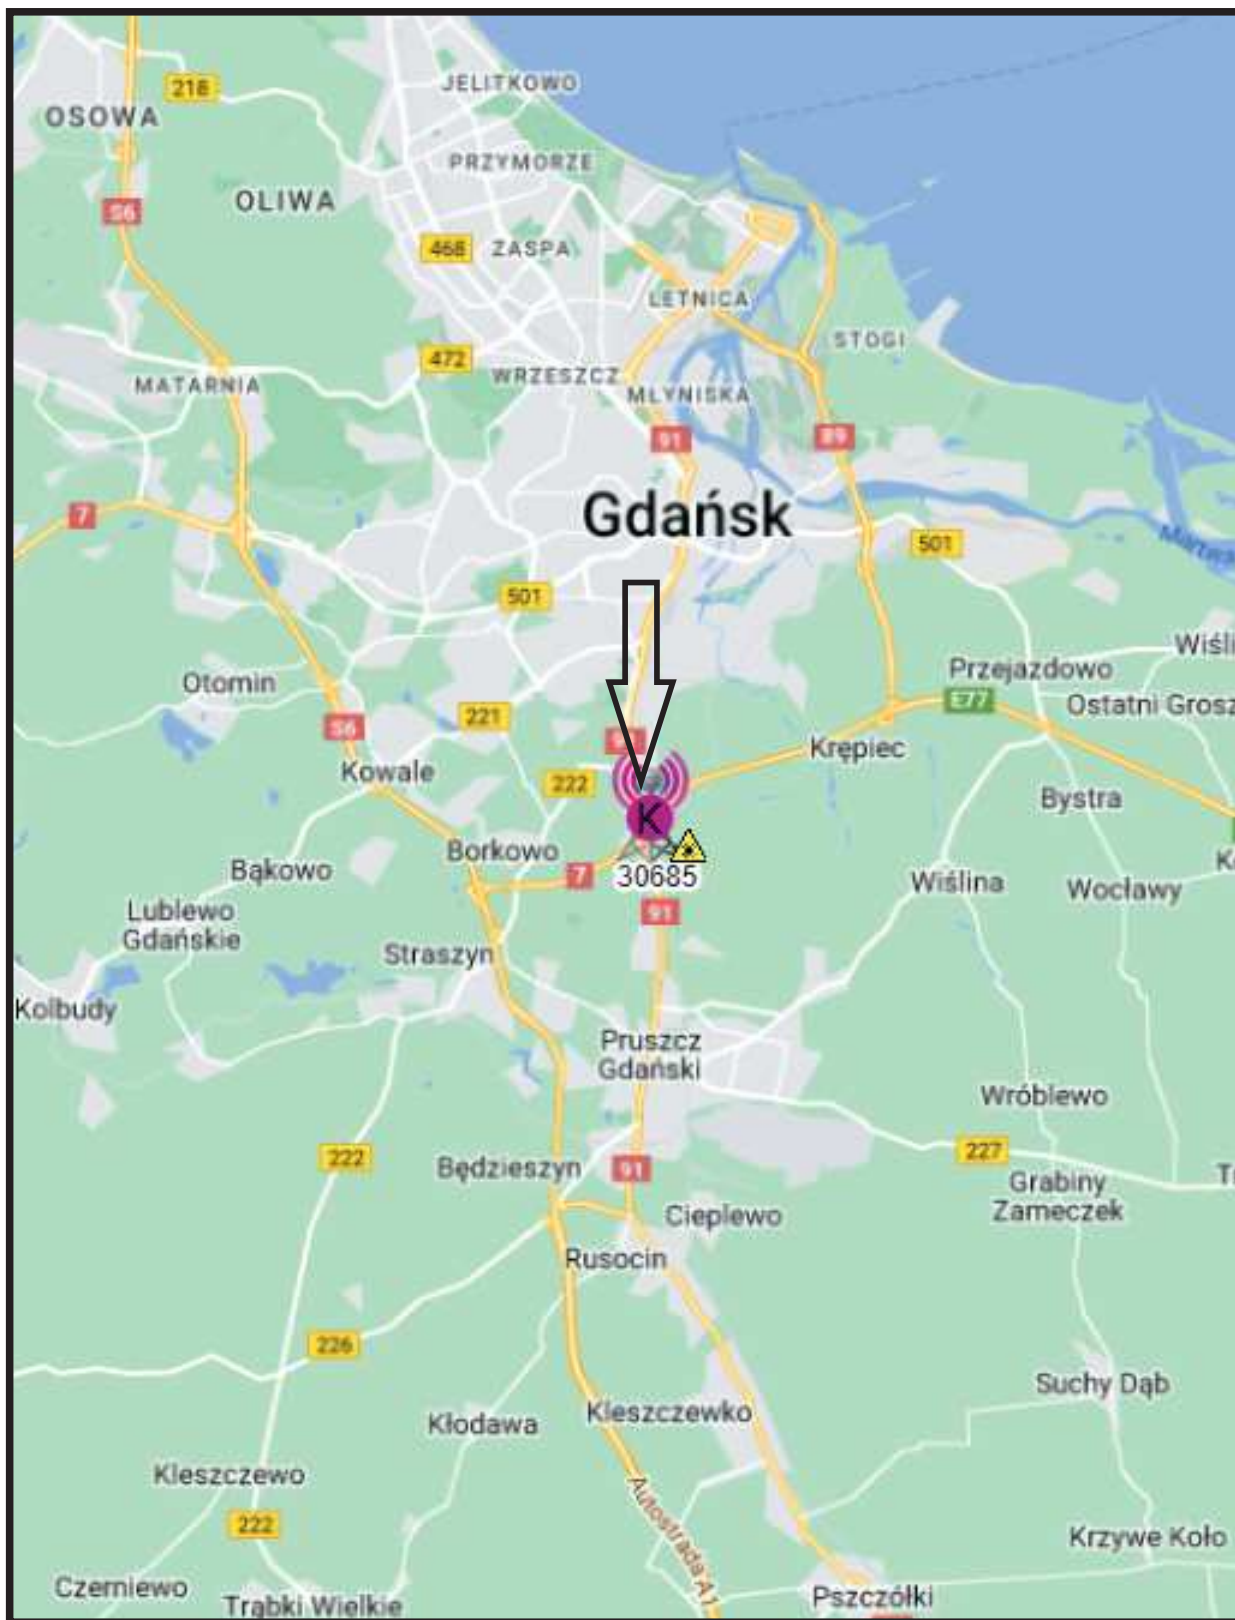 JELITKOWO
218
OSOWA
PRZYMORZE
OLIWA
S6
468
ZASPA
LETNICA
STOGI
472
WRZESZCZ
MATARNIA
MŁYNISKA
91
89
7
Gdańsk
501
501
Przejazdowo
Otomin
E77
Ostatni Grosz
221
S6
Krępiec
Kowale
222
Bystra
K
Borkowo
7
30685
Bąkowo
Wiślina
Wocławy
91
Lublewo
Gdańskie
Straszyn
Kolbudy
Pruszcz
Gdański
Wróblewo
222
227
Będzieszyn
91
Grabiny
Zameczek
Cieplewo
Rusocin
226
Suchy Dąb
Kłodawa
Kleszczewko
Kleszczewo
Autostrada A1
222
Krzywe Koło
Czerniewo
Trąbki Wielkie
Pszczółki